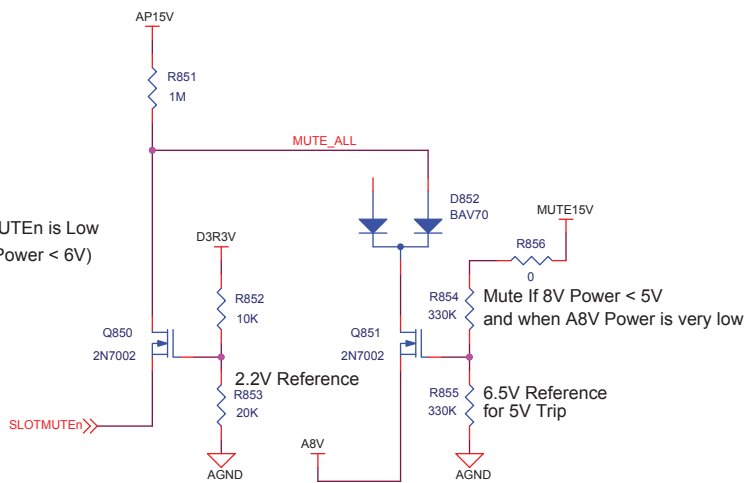 AP15V
R851
1M
MUTE_ALL
D852
BAV70
MUTE15V
R856
0
UTEn is Low
Power < 6V)
D3R3V
R852
10K
R854
330K
Mute If 8V Power < 5V
and when A8V Power is very low
Q850
2N7002
Q851
2N7002
2.2V Reference
R853
20K
R855
330K
6.5V Reference
for 5V Trip
SLOTMUTEn
A8V
AGND
AGND